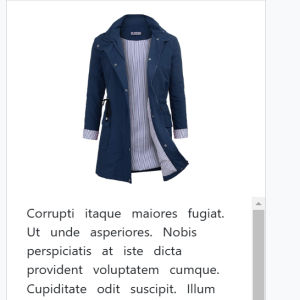 Corrupti itaque maiores fugiat.
Ut unde asperiores. Nobis
perspiciatis at iste dicta
provident voluptatem cumque.
Cupiditate odit suscipit. Illum